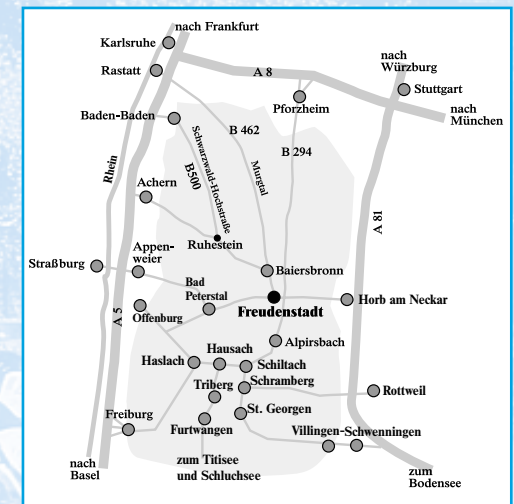 nach Frankfurt
Karlsruhe
nach
Würzburg
Rastatt
A 8
Stuttgart
Pforzheim
nach
München
Baden-Baden
B 462
Schwarzwald-Hochstraße
B500
Murgtal
B 294
Rhein
Achern
A 81
Ruhestein
Appen-
weier
Straßburg
Baiersbronn
Bad
Peterstal
Horb am Neckar
Freudenstadt
A 5
Offenburg
Alpirsbach
Hausach
Haslach
Schiltach
Schramberg
Triberg
Rottweil
St. Georgen
Freiburg
Furtwangen
Villingen-Schwenningen
nach
Basel
zum Titisee
und Schluchsee
zum
Bodensee